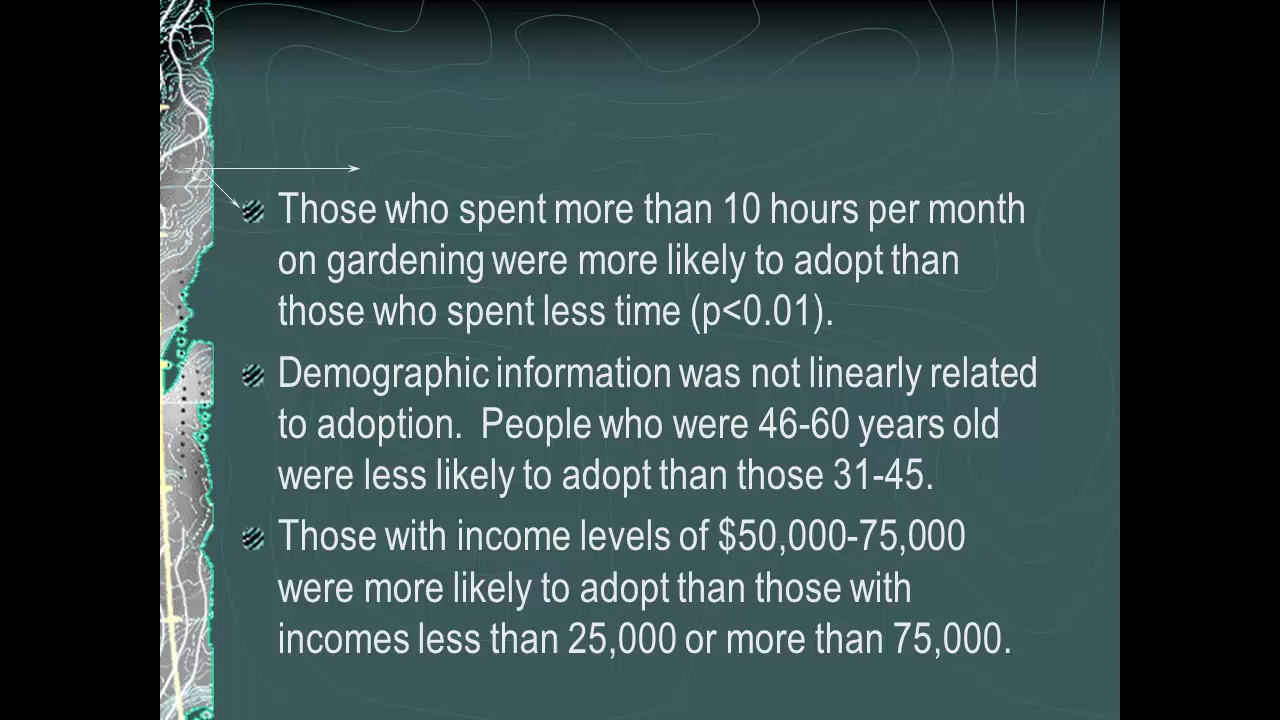 Those who spent more than 10 hours per month
on gardening were more likely to adopt than
those who spent less time (p<0.01).
Demographic information was not linearly related
to adoption.  People who were 46-60 years old
were less likely to adopt than those 31-45.
Those with income levels of $50,000-75,000
were more likely to adopt than those with
incomes less than 25,000 or more than 75,000.